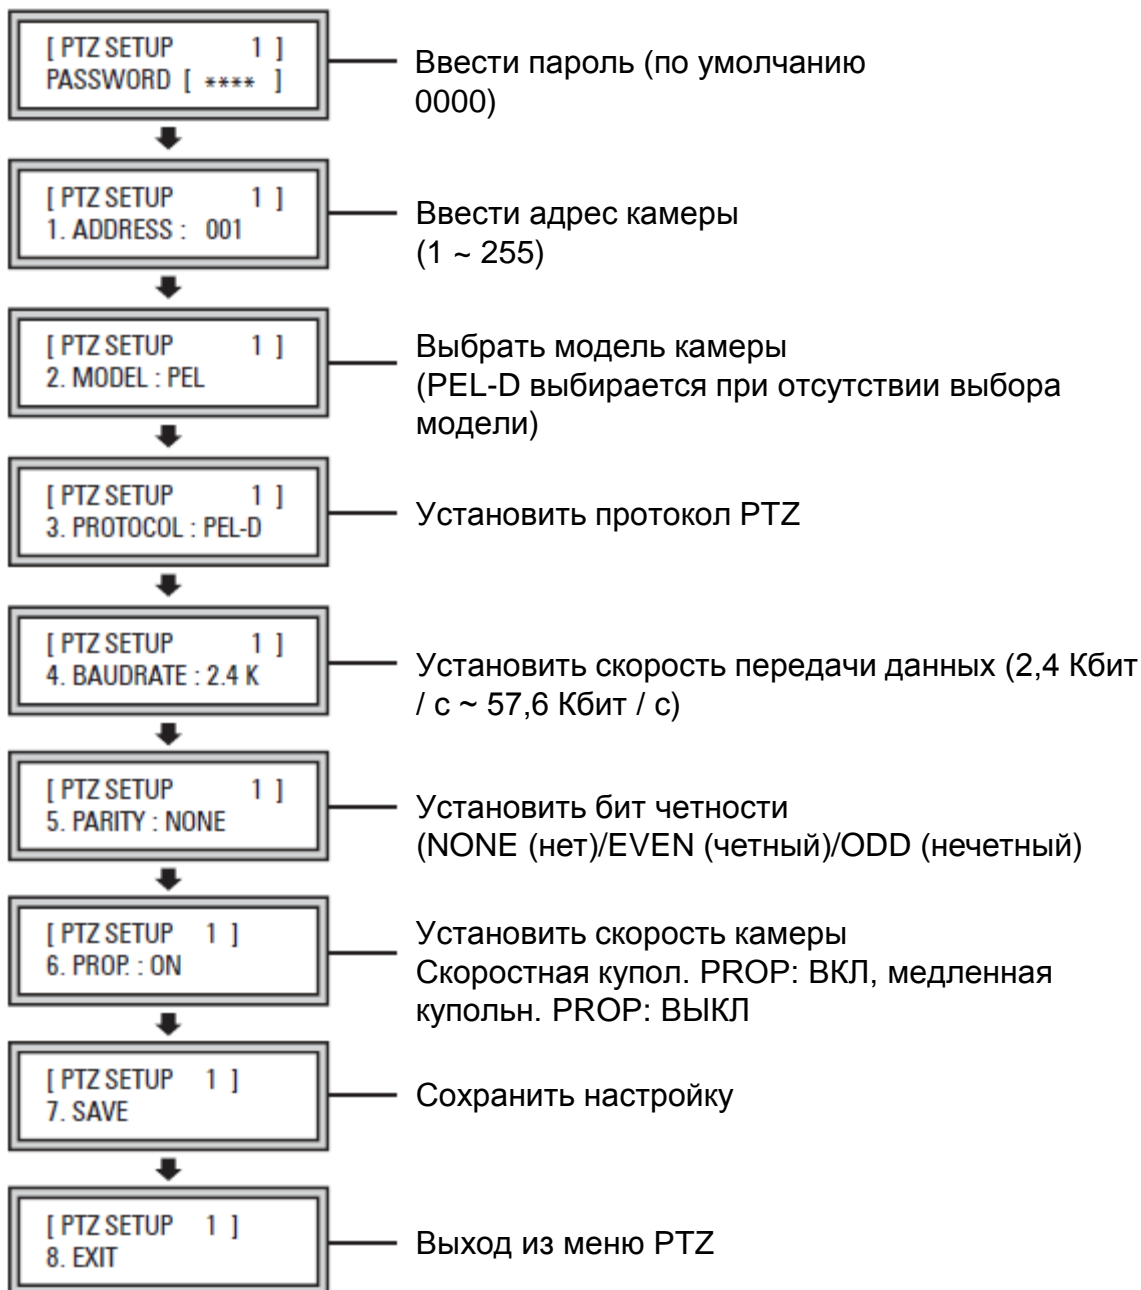 [ PTZ SETUP 1 ]
PASSWORD [ **** ]
Ввести пароль (по умолчанию
0000)
[ PTZ SETUP 1 ]
1. ADDRESS : 001
Ввести адрес камеры
(1 ~ 255)
[ PTZ SETUP 1 ]
2. MODEL : PEL
Выбрать модель камеры
(PEL-D выбирается при отсутствии выбора
модели)
[ PTZ SETUP 1 ]
3. PROTOCOL : PEL-D
Установить протокол PTZ
[ PTZ SETUP 1 ]
4. BAUDRATE : 2.4 K
Установить скорость передачи данных (2,4 Кбит
/ с ~ 57,6 Кбит / с)
[ PTZ SETUP 1 ]
5. PARITY : NONE
Установить бит четности
(NONE (нет)/EVEN (четный)/ODD (нечетный)
[ PTZ SETUP 1 ]
6. PROP. : ON
Установить скорость камеры
Скоростная купол. PROP: ВКЛ, медленная
купольн. PROP: ВЫКЛ
[ PTZ SETUP 1 ]
7. SAVE
Сохранить настройку
[ PTZ SETUP 1 ]
8. EXIT
Выход из меню PTZ